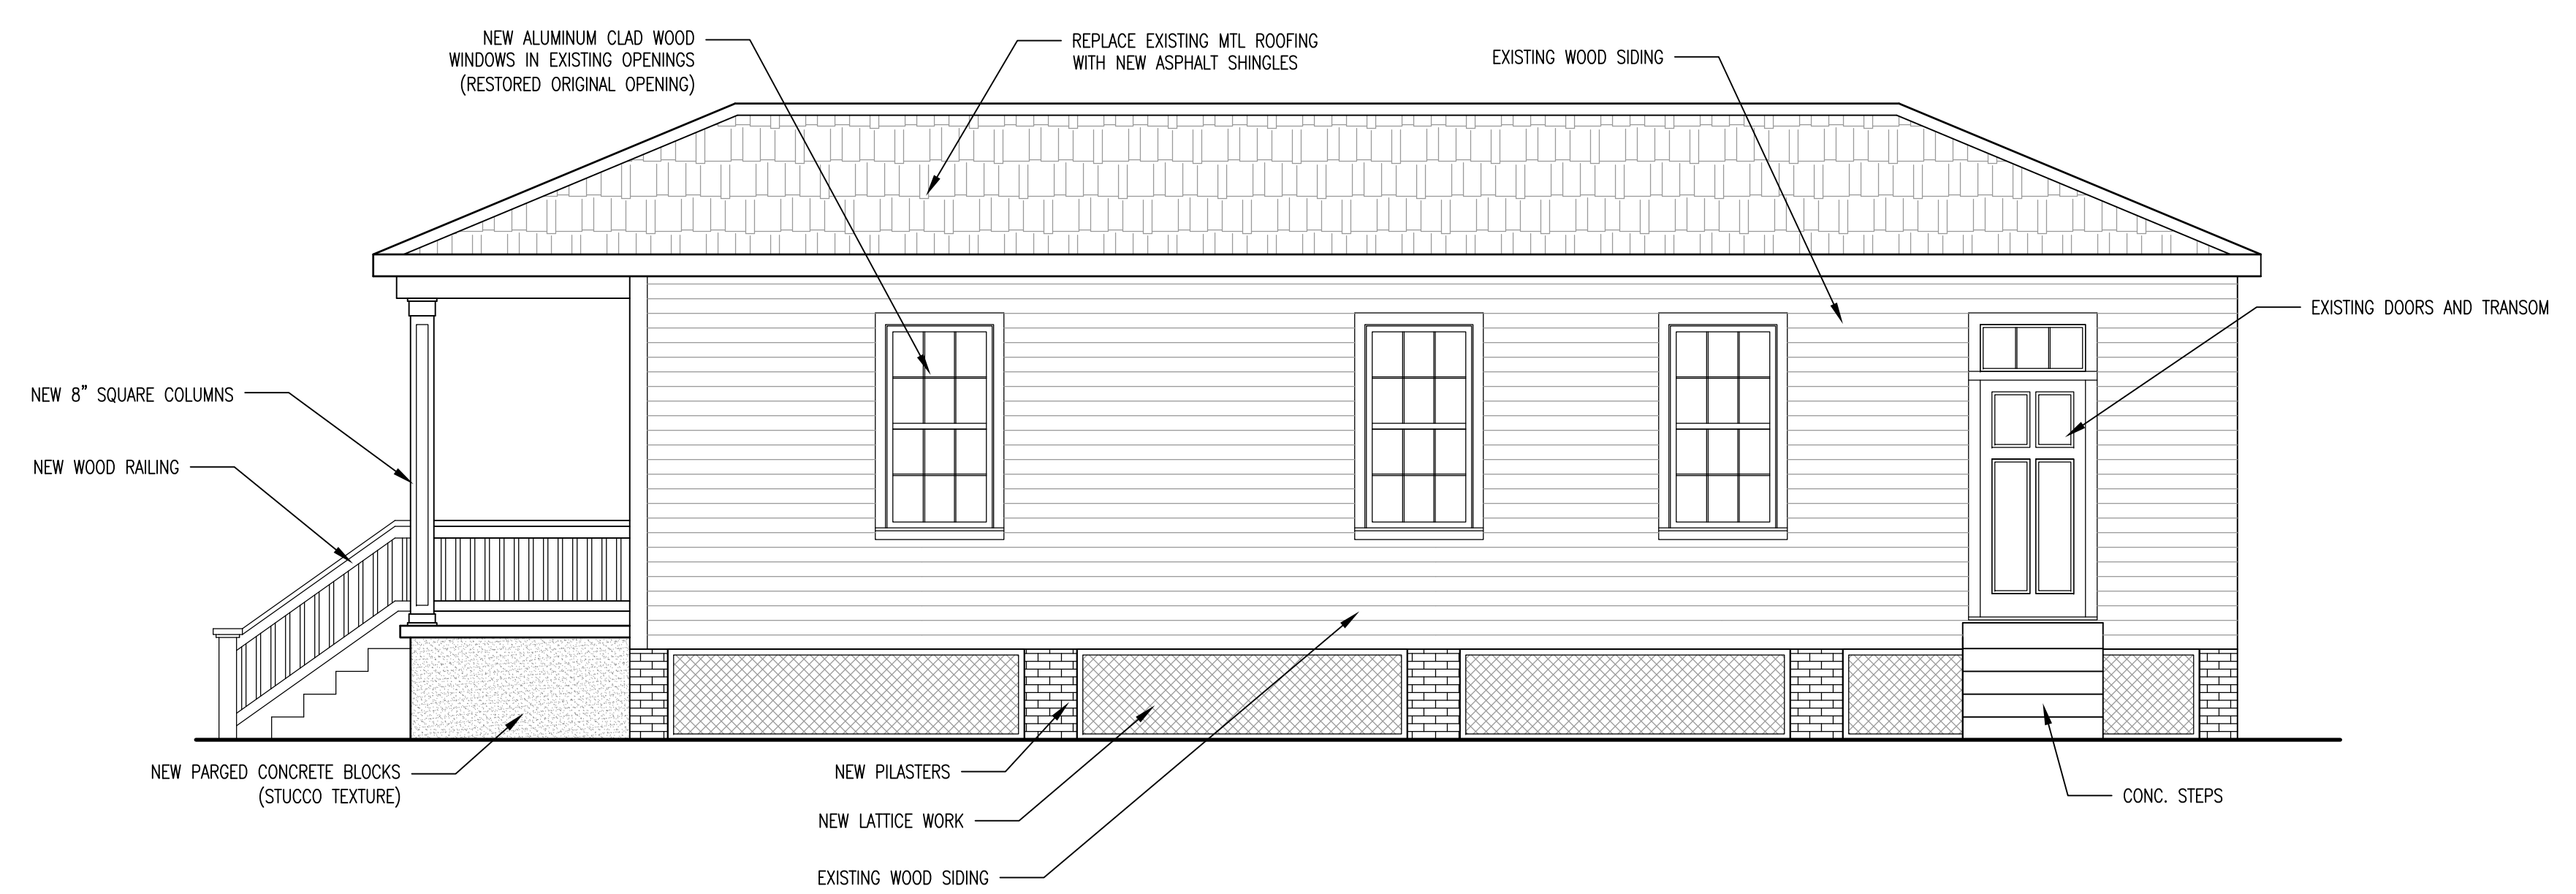 NEW ALUMINUM CLAD WOOD
WINDOWS IN EXISTING OPENINGS
(RESTORED ORIGINAL OPENING)
REPLACE EXISTING MTL ROOFING
WITH NEW ASPHALT SHINGLES
EXISTING WOOD SIDING
EXISTING DOORS AND TRANSOM
NEW 8" SQUARE COLUMNS
NEW WOOD RAILING
NEW PARGED CONCRETE BLOCKS
(STUCCO TEXTURE)
NEW PILASTERS
NEW LATTICE WORK
EXISTING WOOD SIDING
CONC. STEPS